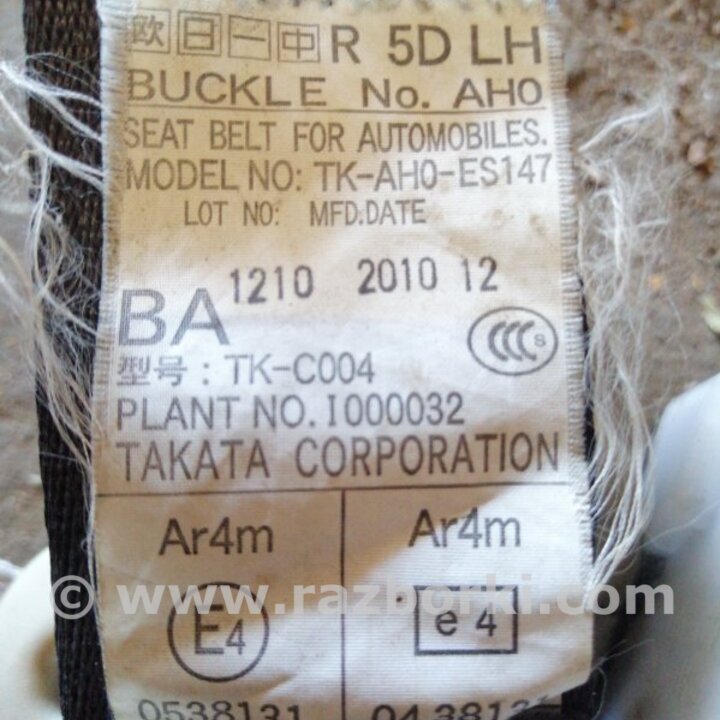 欧 日 一 中 R 5D LH
BUCKLE No. AH0
SEAT BELT FOR AUTOMOBILES.
MODEL NO: TK-AH0-ES147
LOT NO: MFD.DATE
1210 2010 12
BA
CCC S
型号: TK-C004
PLANT NO. I000032
TAKATA CORPORATION
Ar4m Ar4m
© www.razborki.com
E4 e4
0538131